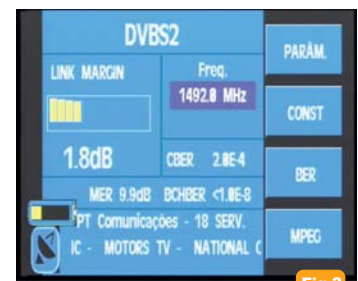 DVBS2
PARÂM.
LINK MARGIN
Freq.
1492.8 MHz
CONST
1.8dB
CBER 2.8E-4
BER
MER 9.9dB BCHBER <1.0E-8
PT Comunicações - 18 SERV.
IC - MOTORS TV - NATIONAL
MPEG